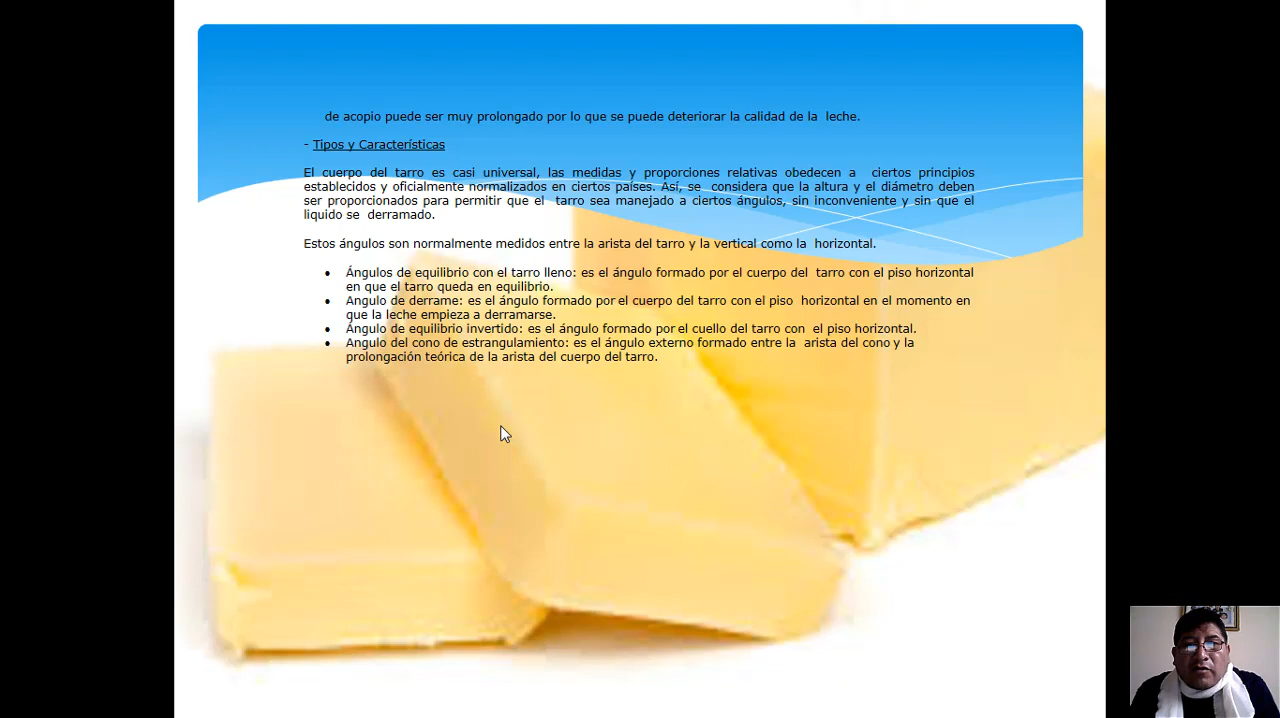 de acopio puede ser muy prolongado por lo que se puede deteriorar la calidad de la leche.
- Tipos y Características
El cuerpo del tarro es casi universal, las medidas y proporciones relativas obedecen a ciertos principios
establecidos y oficialmente normalizados en ciertos países. Así, se considera que la altura y el diámetro deben
ser proporcionados para permitir que el tarro sea manejado a ciertos ángulos, sin inconveniente y sin que el
liquido se derramado.
Estos ángulos son normalmente medidos entre la arista del tarro y la vertical como la horizontal.
• Ángulos de equilibrio con el tarro lleno: es el ángulo formado por el cuerpo del tarro con el piso horizontal
en que el tarro queda en equilibrio.
• Angulo de derrame: es el ángulo formado por el cuerpo del tarro con el piso horizontal en el momento en
que la leche empieza a derramarse.
• Ángulo de equilibrio invertido: es el ángulo formado por el cuello del tarro con el piso horizontal.
• Angulo del cono de estrangulamiento: es el ángulo externo formado entre la arista del cono y la
prolongación teórica de la arista del cuerpo del tarro.